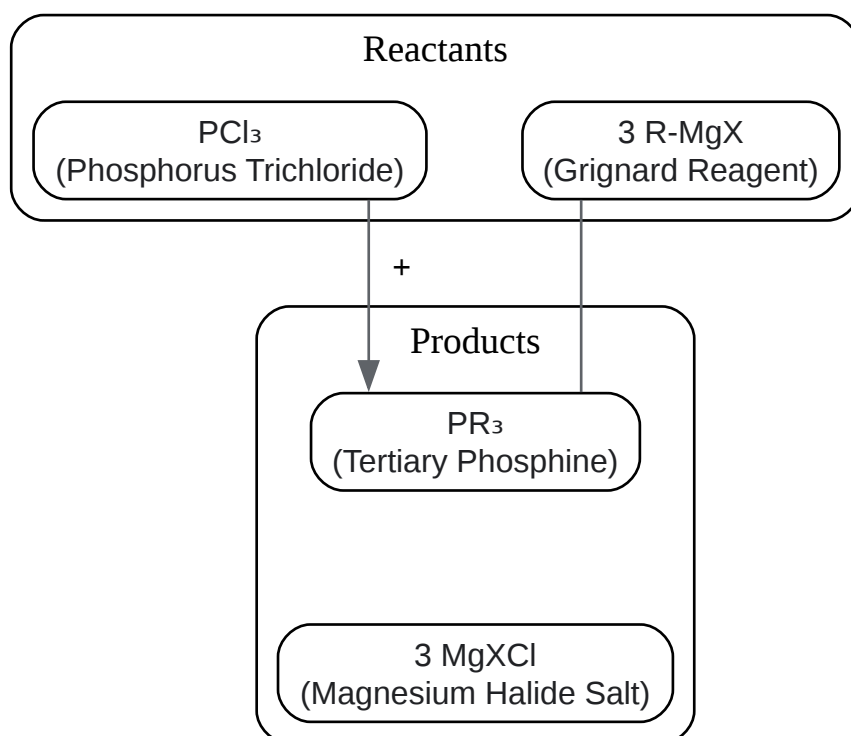 Reactants
PCl₃
(Phosphorus Trichloride)
3 R-MgX
(Grignard Reagent)
+
Products
PR₃
(Tertiary Phosphine)
3 MgXCl
(Magnesium Halide Salt)